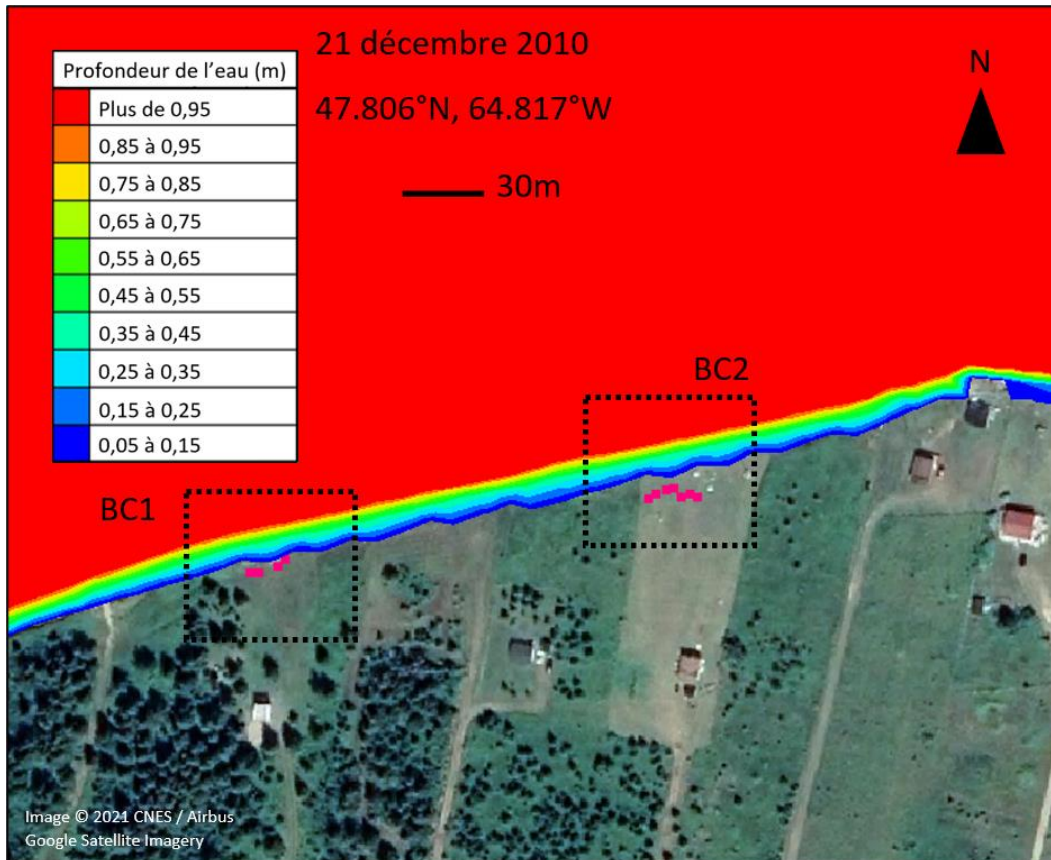 21 décembre 2010
Profondeur de l’eau (m)
Plus de 0,95
0,85 à 0,95
0,75 à 0,85
0,65 à 0,75
0,55 à 0,65
0,45 à 0,55
0,35 à 0,45
0,25 à 0,35
0,15 à 0,25
0,05 à 0,15
47.806°N, 64.817°W
N
30m
BC2
BC1
Image © 2021 CNES / Airbus
Google Satellite Imagery